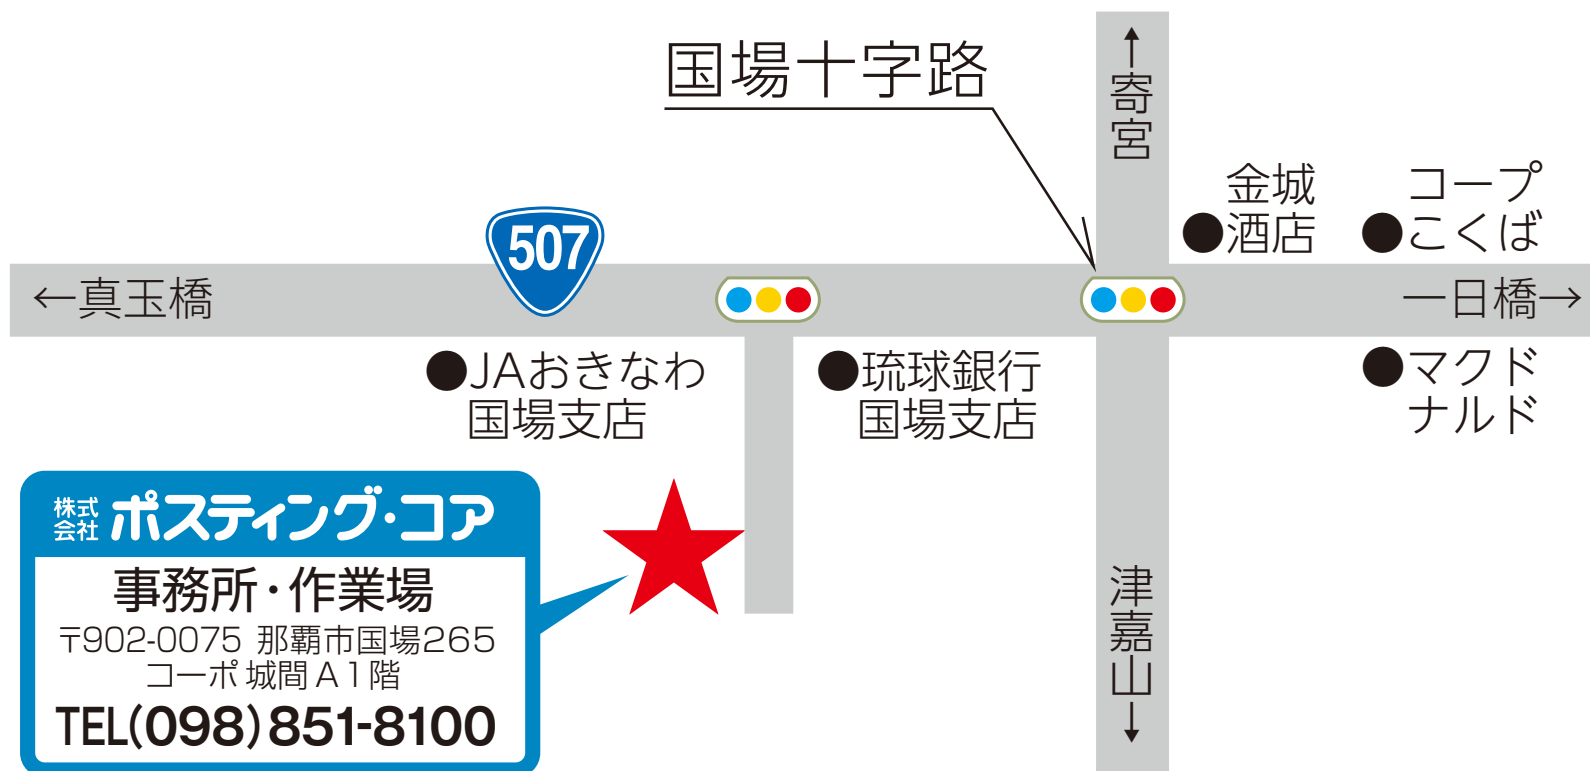 国場十字路
↑寄宮
金城
●酒店
コープ
●こくば
507
←真玉橋
一日橋→
●JAおきなわ
国場支店
●琉球銀行
国場支店
●マクド
ナルド
株式会社 ポスティング・コア
事務所・作業場
〒902-0075 那覇市国場265
コーポ城間A1階
TEL(098)851-8100
津嘉山↓